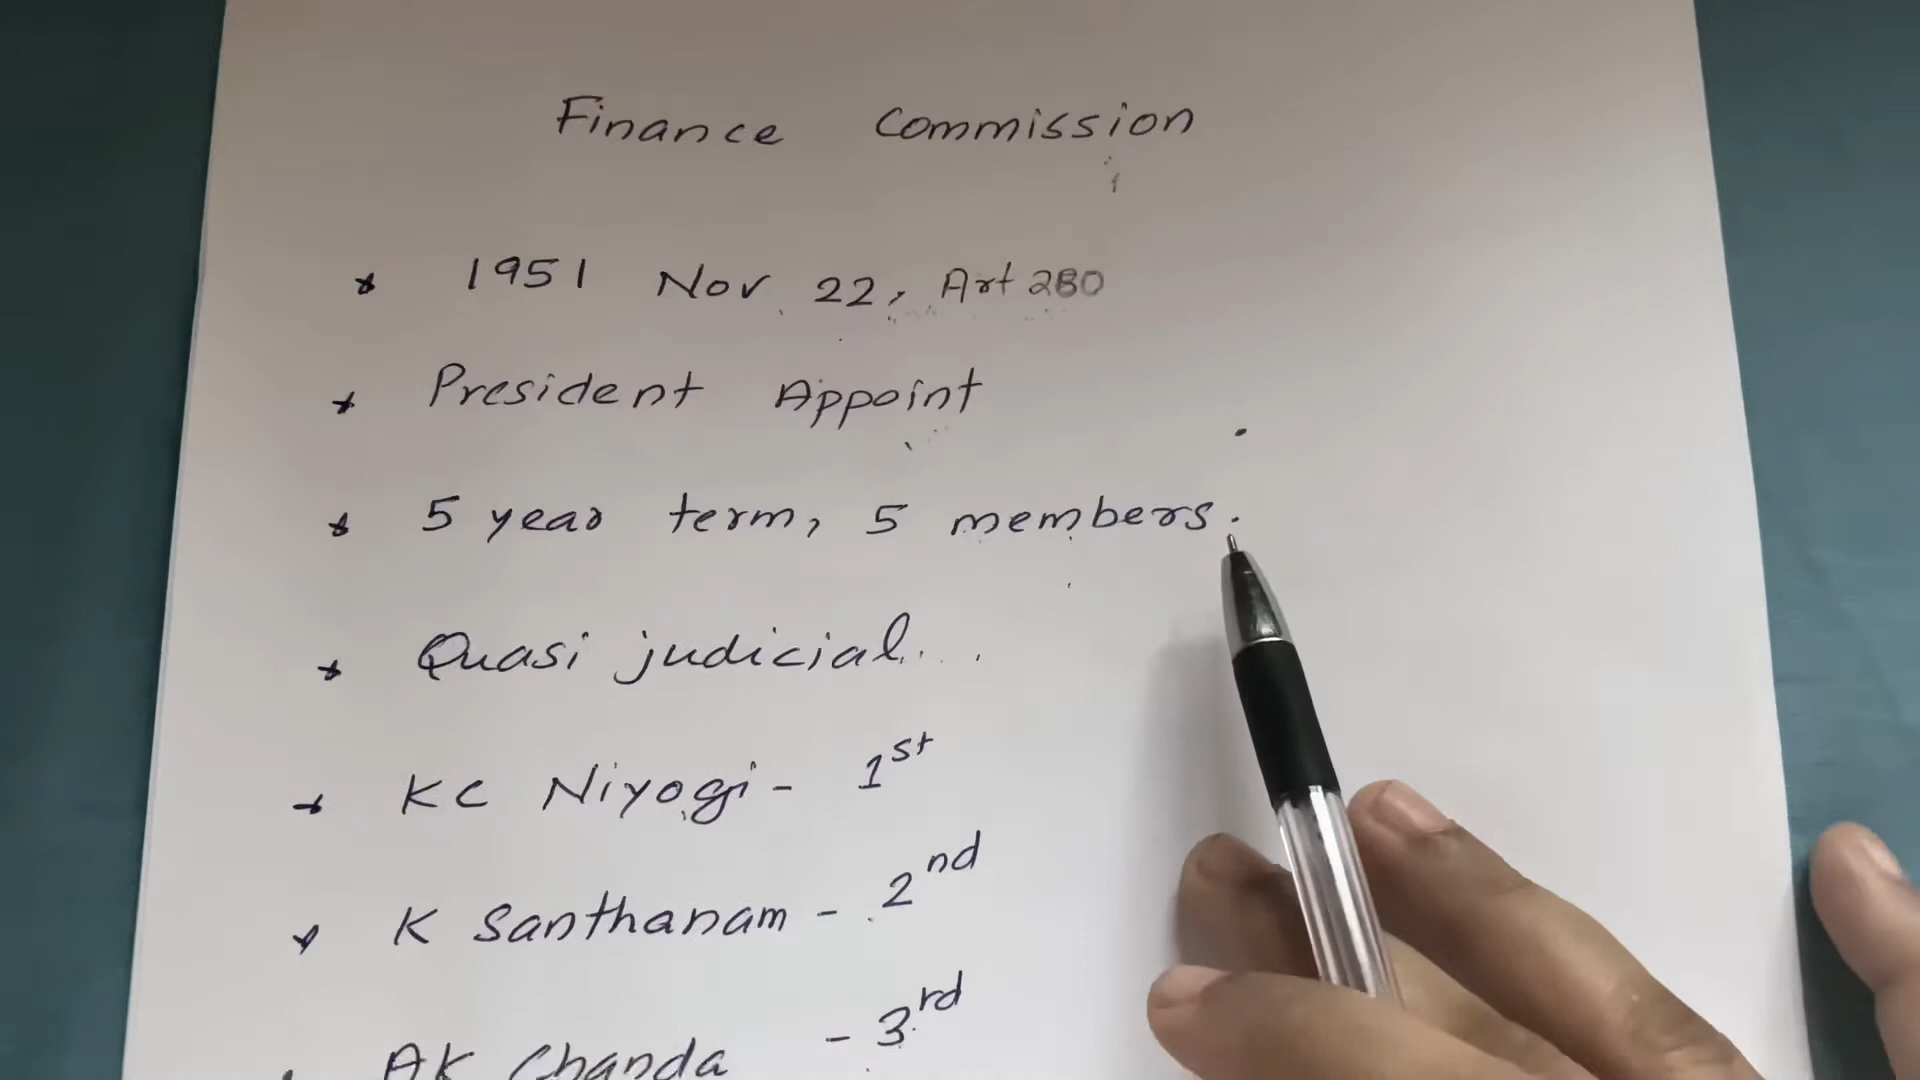 Finance Commission
* 1951 Nov 22, Art 280
* President Appoint
* 5 year term, 5 members.
* Quasi judicial
* KC Niyogi - 1st
* K Santhanam - 2nd
* AK Chanda - 3rd